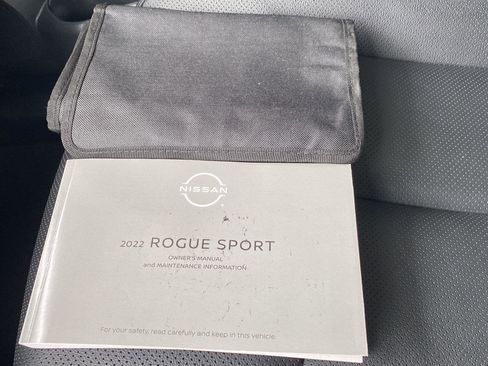 NISSAN
2022 ROGUE SPORT
OWNER'S MANUAL
and MAINTENANCE INFORMATION
For your safety, read carefully and keep in this vehicle.